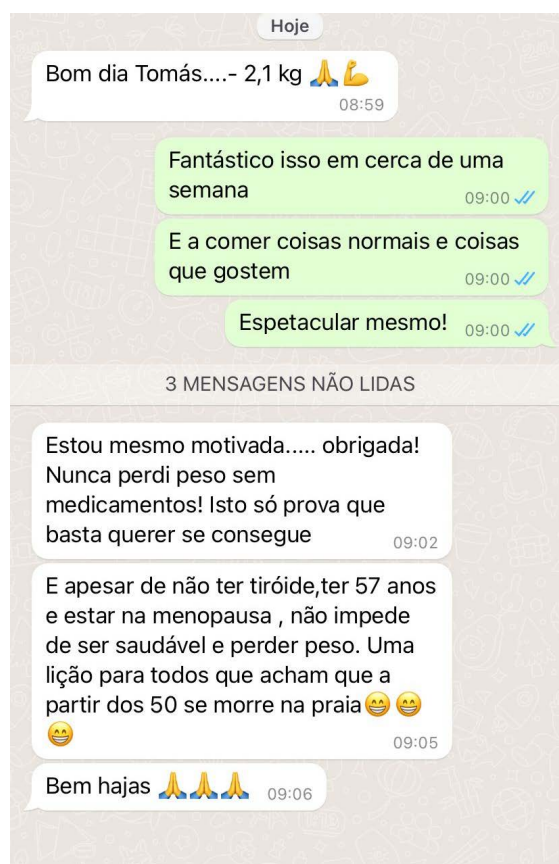 Hoje
Bom dia Tomás....- 2,1 kg 🙏💪
08:59
Fantástico isso em cerca de uma
semana
09:00
E a comer coisas normais e coisas
que gostem
09:00
Espetacular mesmo! 09:00
3 MENSAGENS NÃO LIDAS
Estou mesmo motivada..... obrigada!
Nunca perdi peso sem
medicamentos! Isto só prova que
basta querer se consegue
09:02
E apesar de não ter tiróide,ter 57 anos
e estar na menopausa , não impede
de ser saudável e perder peso. Uma
lição para todos que acham que a
partir dos 50 se morre na praia😁😁
😁
09:05
Bem hajas 🙏🙏🙏 09:06